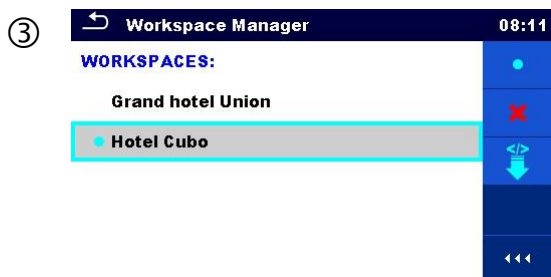 ③
Workspace Manager 08:11
WORKSPACES:
Grand hotel Union
Hotel Cubo
</>